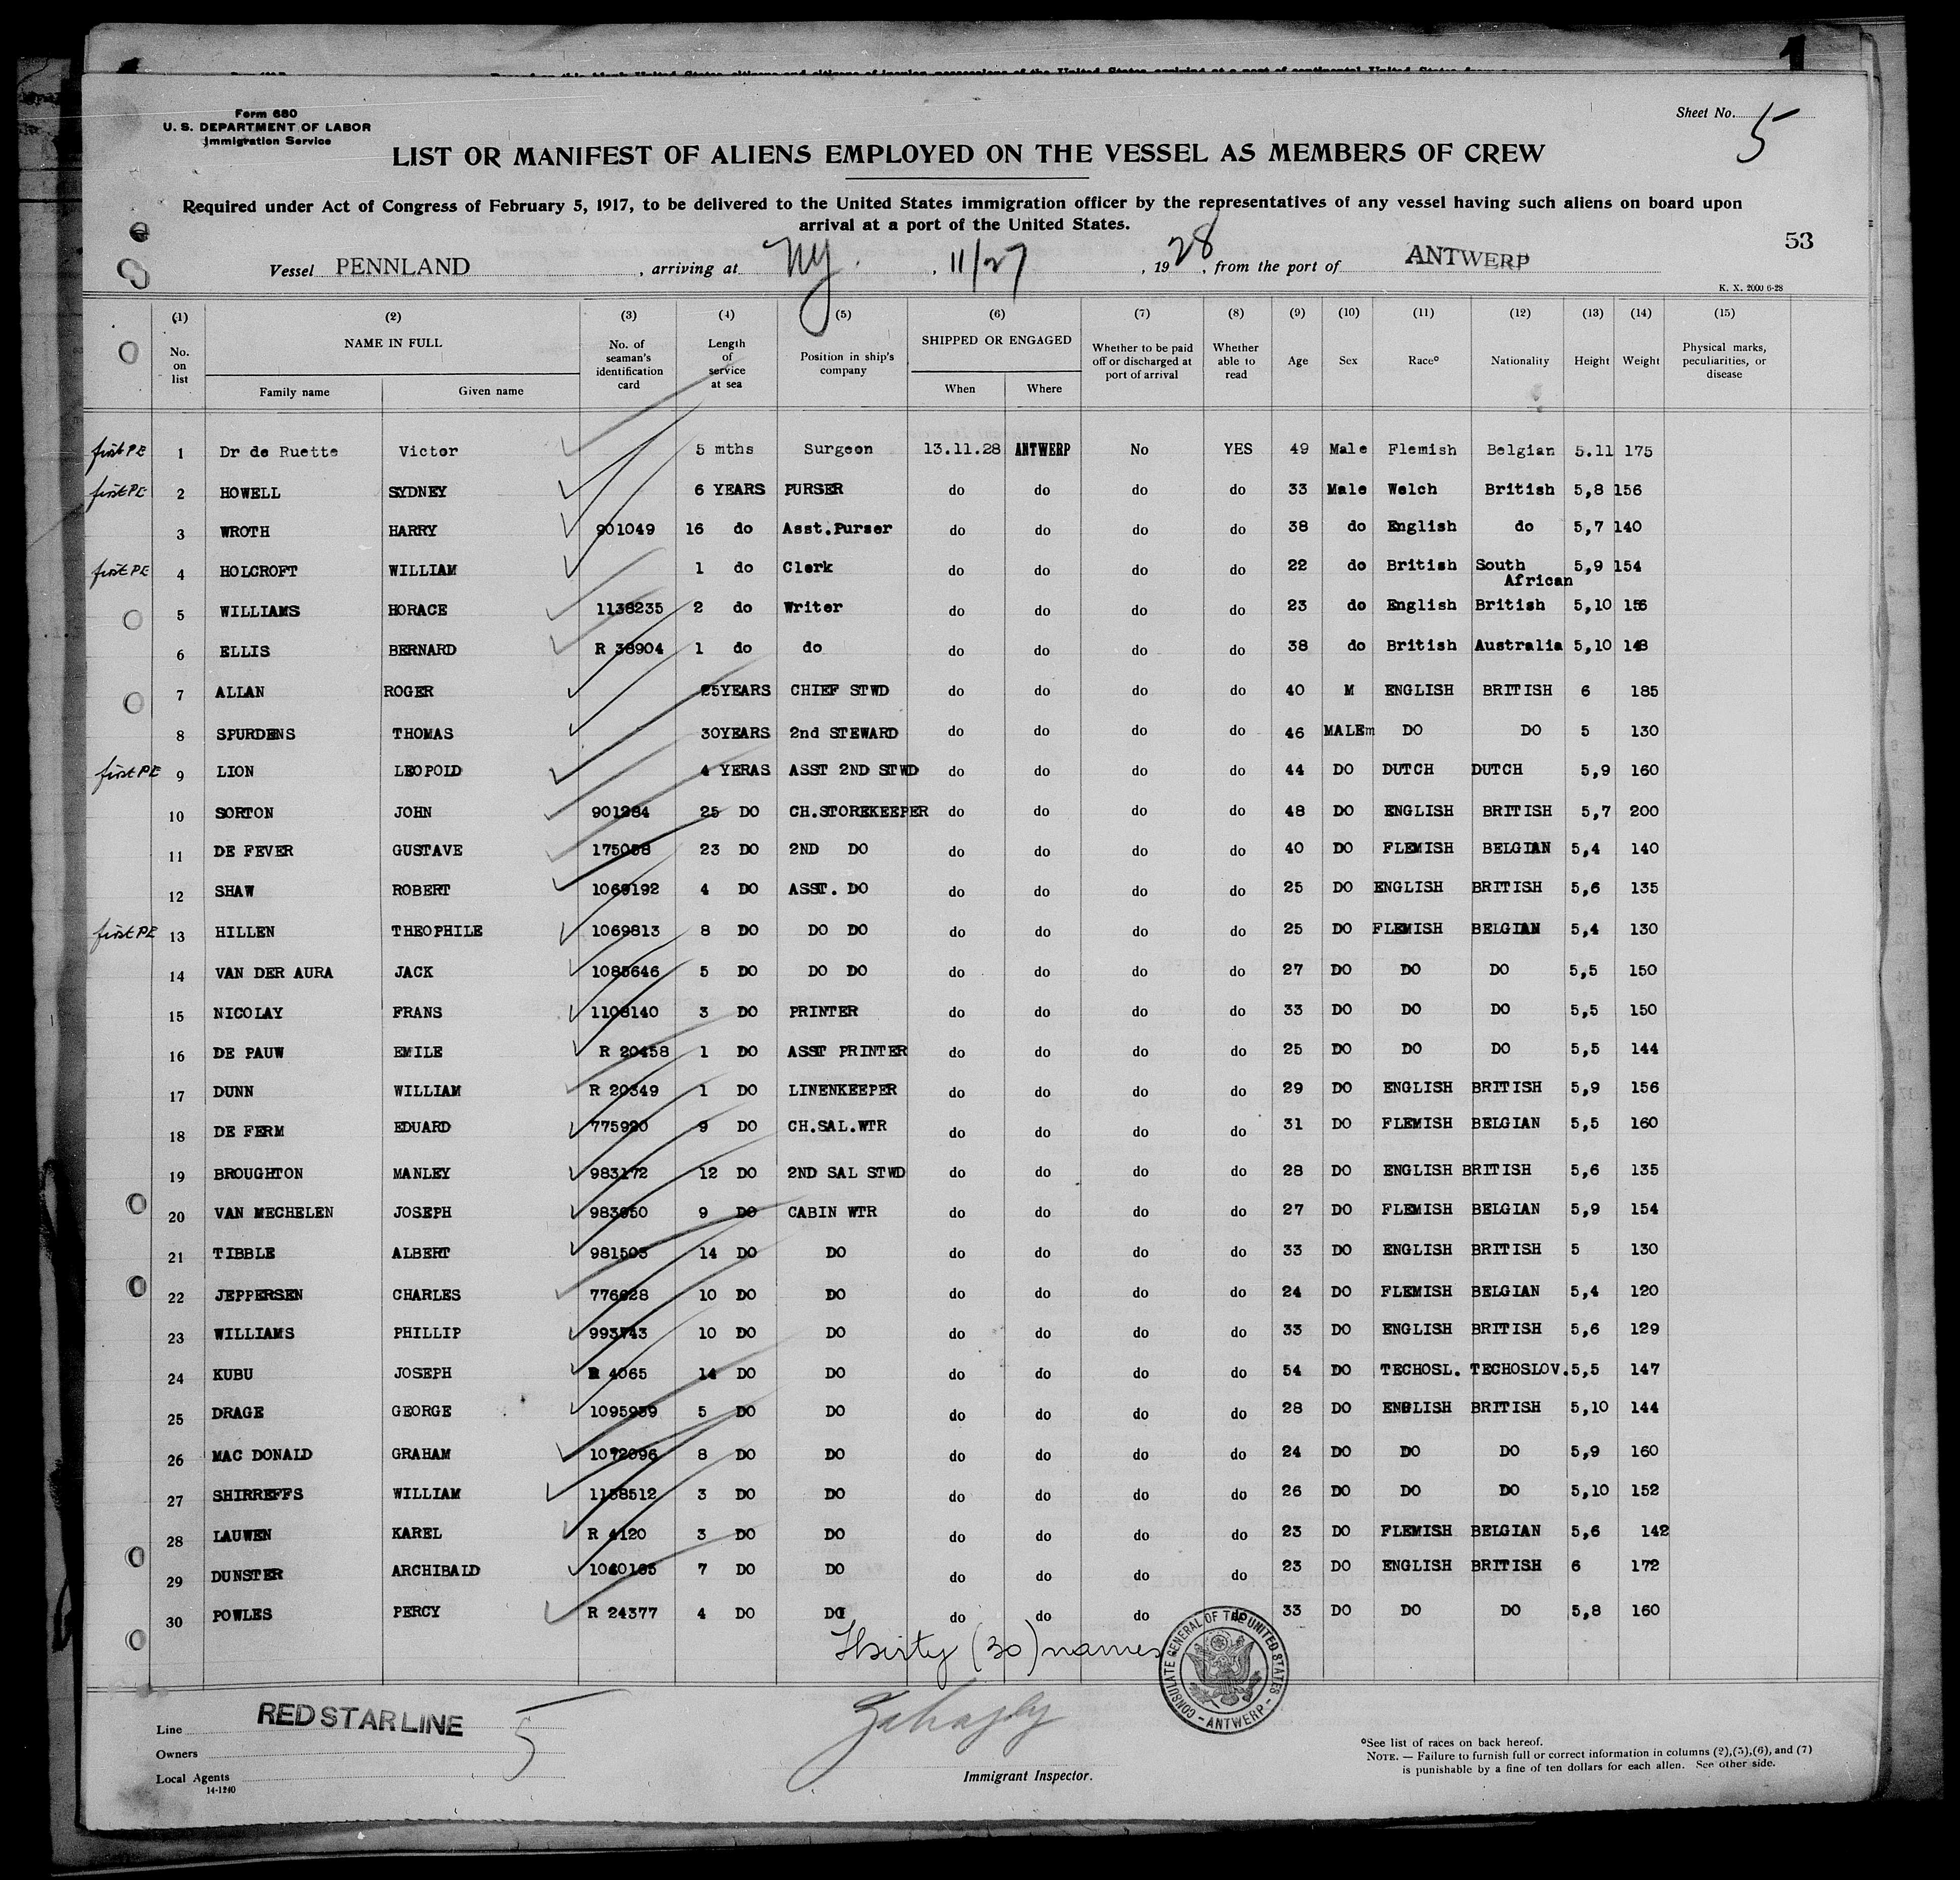 Form 680
U. S. DEPARTMENT OF LABOR
Immigration Service
Sheet No. 5
LIST OR MANIFEST OF ALIENS EMPLOYED ON THE VESSEL AS MEMBERS OF CREW
Required under Act of Congress of February 5, 1917, to be delivered to the United States immigration officer by the representatives of any vessel having such aliens on board upon
arrival at a port of the United States.
53
Vessel PENNLAND, arriving at NY., 11/27, 1928, from the port of ANTWERP
K. X. 2000 6-28
(1) (2) (3) (4) (5) (6) (7) (8) (9) (10) (11) (12) (13) (14) (15)
No. on list NAME IN FULL Family name Given name No. of seaman's identification card Length of service at sea Position in ship's company SHIPPED OR ENGAGED When Where Whether to be paid off or discharged at port of arrival Whether able to read Age Sex Race° Nationality Height Weight Physical marks, peculiarities, or disease
first PE 1 Dr de Ruette Victor 5 mths Surgeon 13.11.28 ANTWERP No YES 49 Male Flemish Belgian 5.11 175
first PE 2 HOWELL SYDNEY 6 YEARS PURSER do do do do 33 Male Welch British 5,8 156
3 WROTH HARRY 901049 16 do Asst.Purser do do do do 38 do English do 5,7 140
first PE 4 HOLCROFT WILLIAM 1 do Clerk do do do do 22 do British South African 5,9 154
5 WILLIAMS HORACE 1136235 2 do Writer do do do do 23 do English British 5,10 156
6 ELLIS BERNARD R 36904 1 do do do do do do 38 do British Australia 5,10 148
7 ALLAN ROGER 25YEARS CHIEF STWD do do do do 40 M ENGLISH BRITISH 6 185
8 SPURDENS THOMAS 30YEARS 2nd STEWARD do do do do 46 MALEm DO DO 5 130
first PE 9 LION LEOPOLD 4 YERAS ASST 2ND STWD do do do do 44 DO DUTCH DUTCH 5,9 160
10 SORTON JOHN 901284 25 DO CH.STOREKEEPER do do do do 48 DO ENGLISH BRITISH 5,7 200
11 DE FEVER GUSTAVE 175058 23 DO 2ND DO do do do do 40 DO FLEMISH BELGIAN 5,4 140
12 SHAW ROBERT 1069192 4 DO ASST. DO do do do do 25 DO ENGLISH BRITISH 5,6 135
first PE 13 HILLEN THEOPHILE 1069813 8 DO DO DO do do do do 25 DO FLEMISH BELGIAN 5,4 130
14 VAN DER AURA JACK 1085646 5 DO DO DO do do do do 27 DO DO DO 5,5 150
15 NICOLAY FRANS 1108140 3 DO PRINTER do do do do 33 DO DO DO 5,5 150
16 DE PAUW EMILE R 20458 1 DO ASST PRINTER do do do do 25 DO DO DO 5,5 144
17 DUNN WILLIAM R 20349 1 DO LINENKEEPER do do do do 29 DO ENGLISH BRITISH 5,9 156
18 DE FERM EDUARD 775920 9 DO CH.SAL.WTR do do do do 31 DO FLEMISH BELGIAN 5,5 160
19 BROUGHTON MANLEY 983172 12 DO 2ND SAL STWD do do do do 28 DO ENGLISH BRITISH 5,6 135
20 VAN MECHELEN JOSEPH 983950 9 DO CABIN WTR do do do do 27 DO FLEMISH BELGIAN 5,9 154
21 TIBBLE ALBERT 981503 14 DO DO do do do do 33 DO ENGLISH BRITISH 5 130
22 JEPPERSEN CHARLES 776628 10 DO DO do do do do 24 DO FLEMISH BELGIAN 5,4 120
23 WILLIAMS PHILLIP 993743 10 DO DO do do do do 33 DO ENGLISH BRITISH 5,6 129
24 KUBU JOSEPH R 4065 14 DO DO do do do do 54 DO TECHOSL. TECHOSLOV. 5,5 147
25 DRAGE GEORGE 1095939 5 DO DO do do do do 28 DO ENGLISH BRITISH 5,10 144
26 MAC DONALD GRAHAM 1072096 8 DO DO do do do do 24 DO DO DO 5,9 160
27 SHIRREFFS WILLIAM 1158512 3 DO DO do do do do 26 DO DO DO 5,10 152
28 LAUWEN KAREL R 4120 3 DO DO do do do do 23 DO FLEMISH BELGIAN 5,6 142
29 DUNSTER ARCHIBALD 1040165 7 DO DO do do do do 23 DO ENGLISH BRITISH 6 172
30 POWLES PERCY R 24377 4 DO DO do do do do 33 DO DO DO 5,8 160
Thirty (30) names
CONSULATE GENERAL OF THE UNITED STATES - ANTWERP -
Line RED STAR LINE 5
Owners
Local Agents
14-1240
Immigrant Inspector.
°See list of races on back hereof.
NOTE. — Failure to furnish full or correct information in columns (2),(5),(6), and (7)
is punishable by a fine of ten dollars for each alien. See other side.